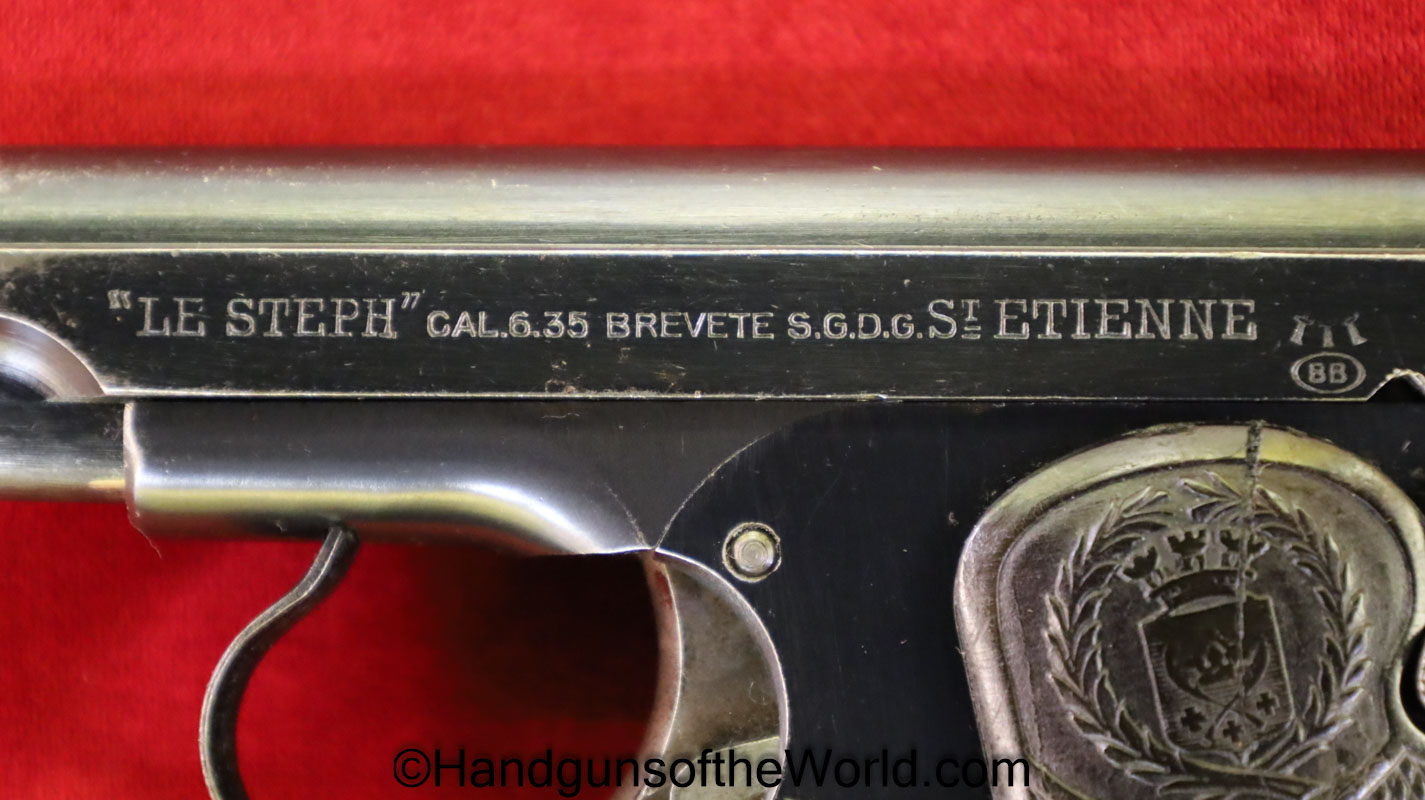 "LE STEPH" CAL.6.35 BREVETE S.G.D.G. ST ETIENNE
BB
©HandgunsoftheWorld.com